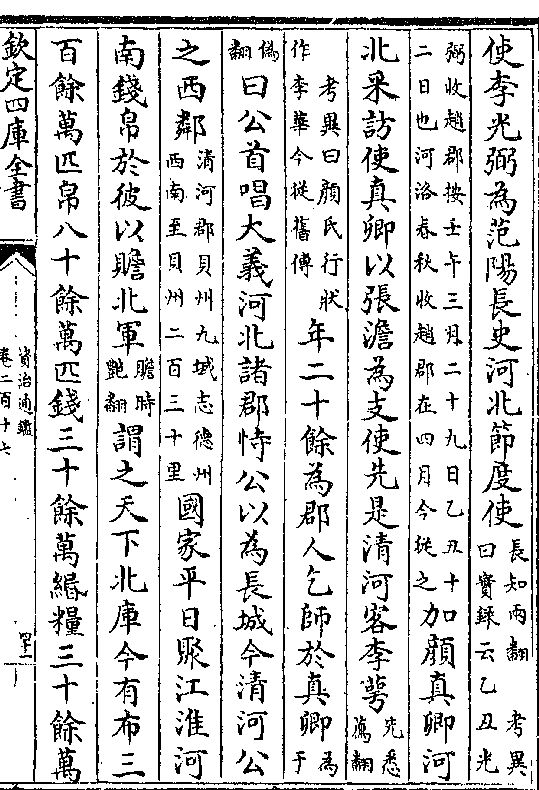 使李光弼為范陽長史河北節度使長知兩翻考異曰實錄云乙丑光
弼收趙郡按壬午三月二十九日乙丑十二日也河洛春秋收趙郡在四月今從之加顏真卿河
北采訪使真卿以張澹為支使先是清河客李萼先悉薦翻
考異曰顏氏行狀作李華今從舊傳年二十餘為郡人乞師於真卿為于
偽翻曰公首唱大義河北諸郡恃公以為長城今清河公
之西鄰清河郡貝州九域志德州西南至貝州二百三十里國家平日聚江淮河
南錢帛於彼以贍北軍贍時艶翻謂之天下北庫今有布三
百餘萬匹帛八十餘萬匹錢三十餘萬緡糧三十餘萬
欽定四庫全書
資治通鑑
卷二百十七